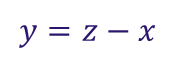 y = z − x